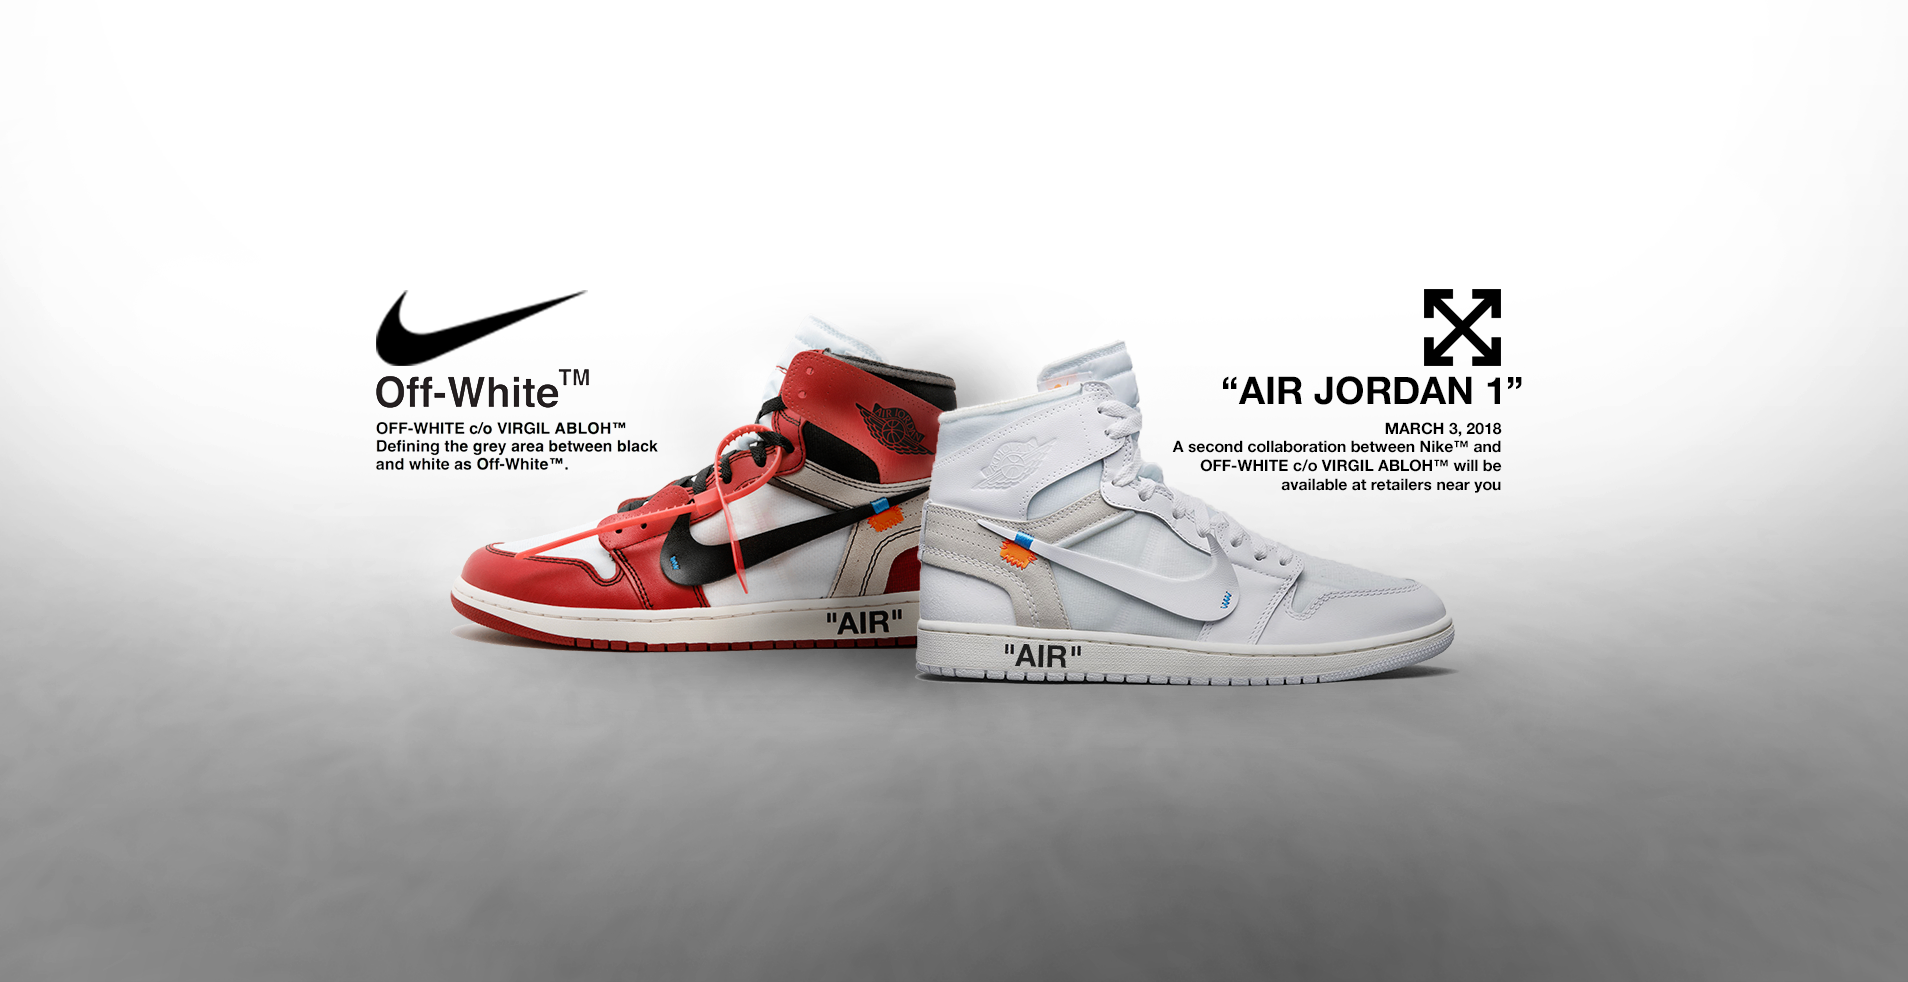 Off-White™
OFF-WHITE c/o VIRGIL ABLOH™
Defining the grey area between black
and white as Off-White™.
“AIR JORDAN 1”
MARCH 3, 2018
A second collaboration between Nike™ and
OFF-WHITE c/o VIRGIL ABLOH™ will be
available at retailers near you
AIR JORDAN
"AIR"
"AIR"